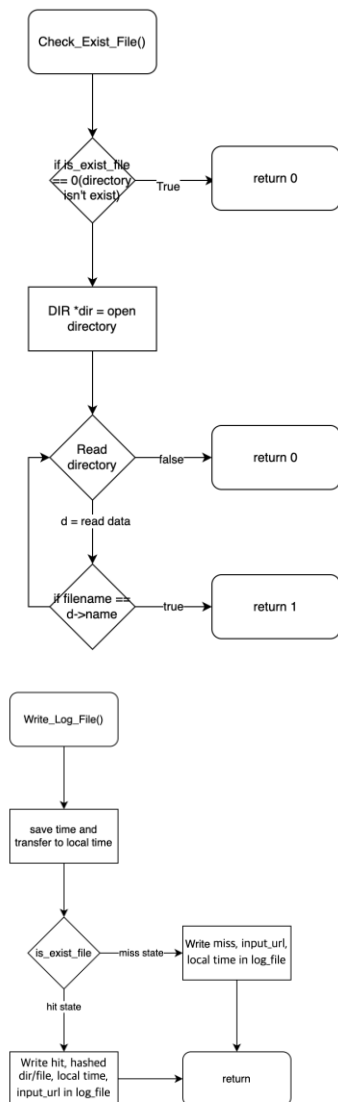 Check_Exist_File()
if is_exist_file
== 0(directory
isn't exist)
True
return 0
DIR *dir = open
directory
Read
directory
false
return 0
d = read data
if filename ==
d->name
true
return 1
Write_Log_File()
save time and
transfer to local time
is_exist_file
miss state
Write miss, input_url,
local time in log_file
hit state
Write hit, hashed
dir/file, local time,
input_url in log_file
return